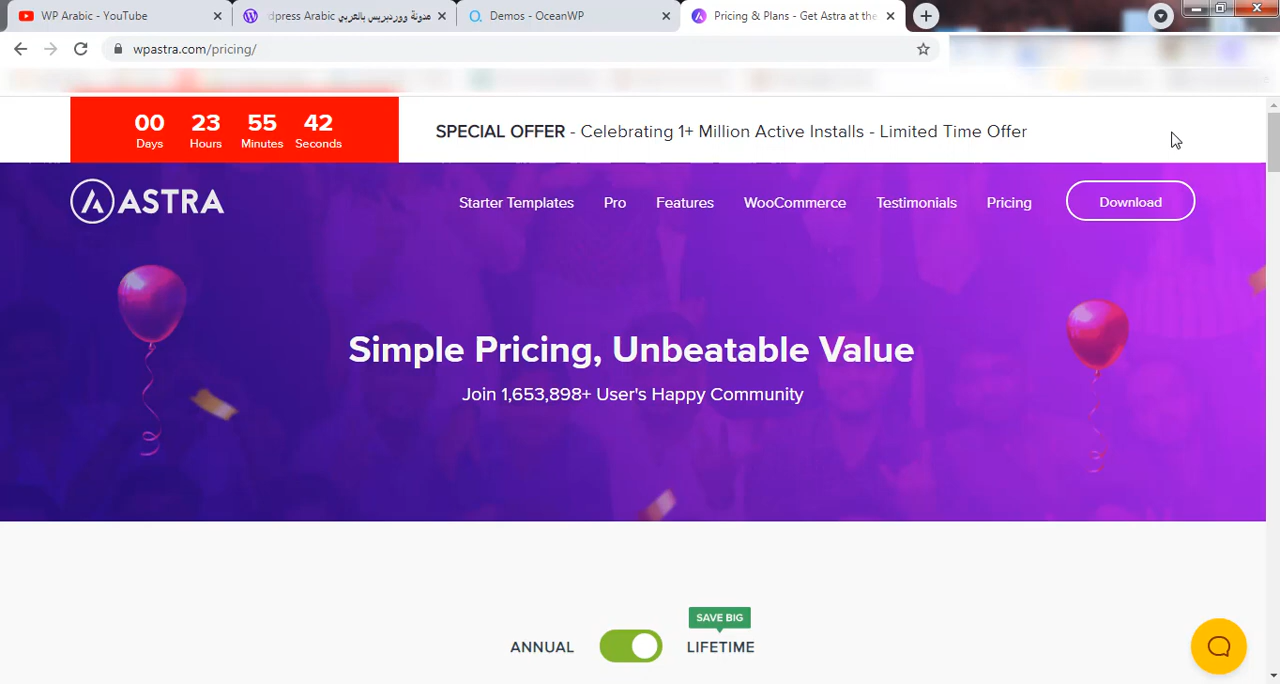 WP Arabic - YouTube
dpress Arabic مدونة ووردبريس بالعربي
Demos - OceanWP
Pricing & Plans - Get Astra at the
wpastra.com/pricing/
00 23 55 42
Days Hours Minutes Seconds
SPECIAL OFFER - Celebrating 1+ Million Active Installs - Limited Time Offer
ASTRA
Starter Templates Pro Features WooCommerce Testimonials Pricing Download
Simple Pricing, Unbeatable Value
Join 1,653,898+ User's Happy Community
SAVE BIG
ANNUAL LIFETIME